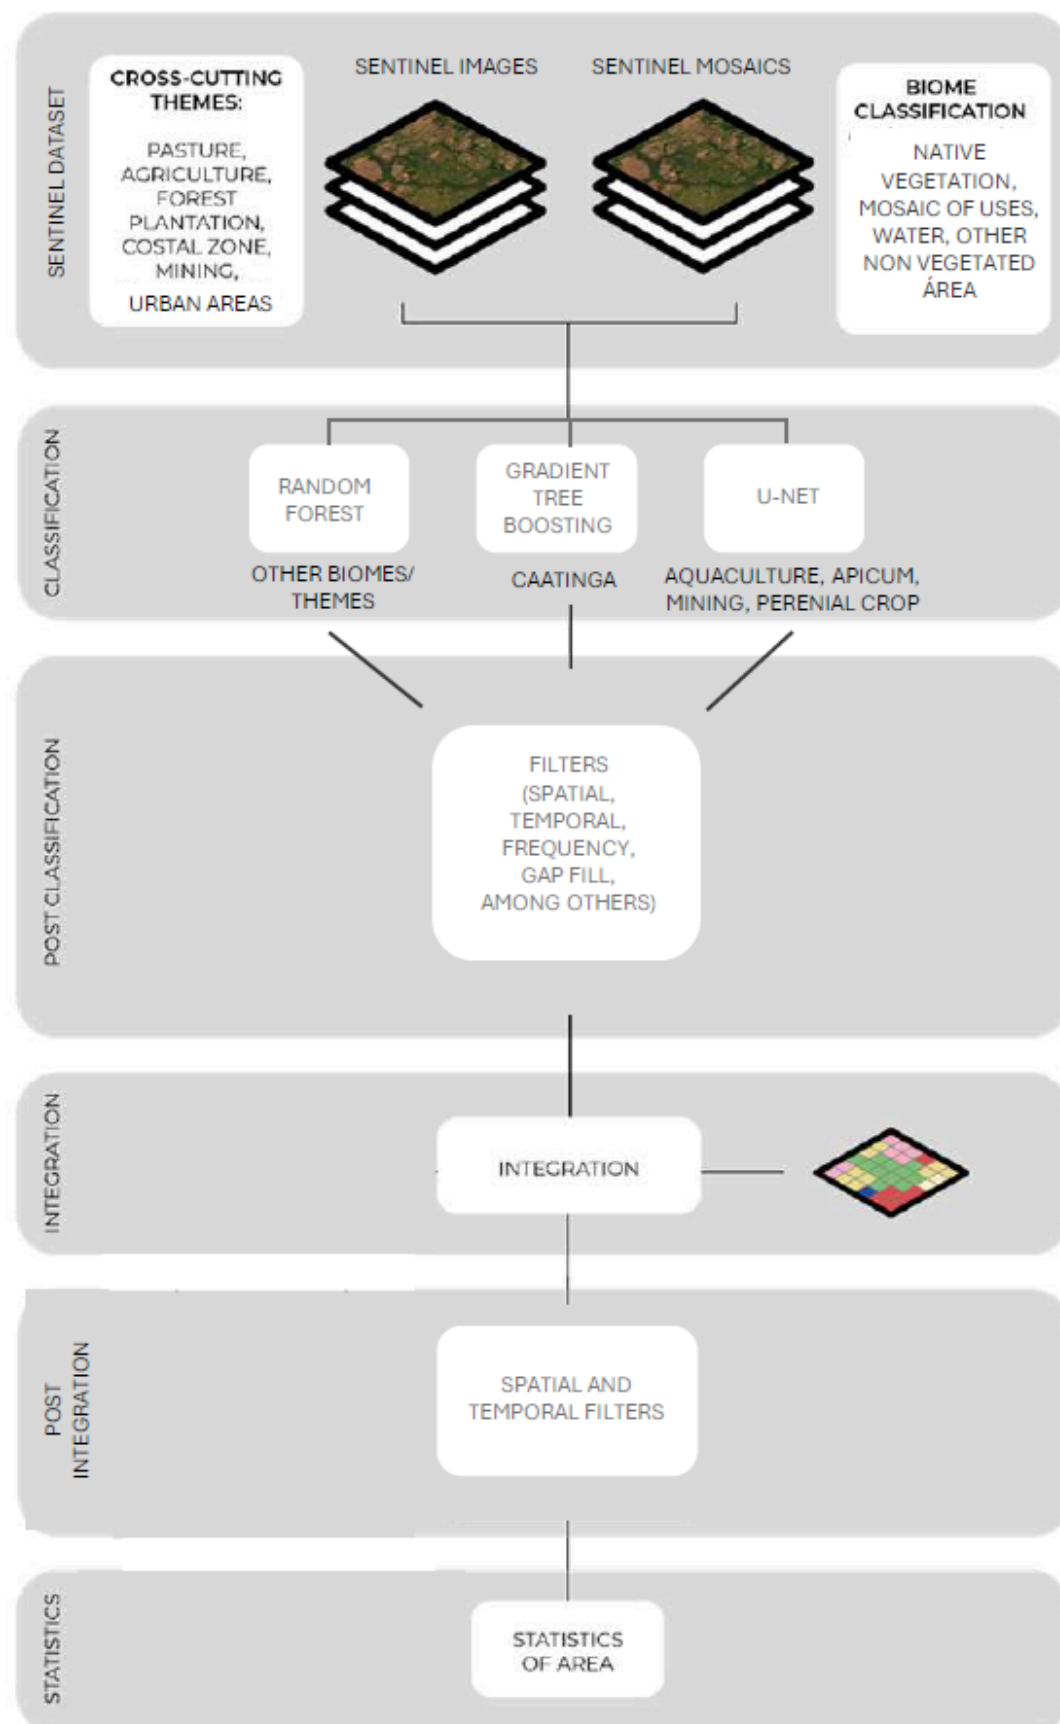 SENTINEL DATASET
CROSS-CUTTING
THEMES:
PASTURE,
AGRICULTURE,
FOREST
PLANTATION,
COSTAL ZONE,
MINING,
URBAN AREAS
SENTINEL IMAGES
SENTINEL MOSAICS
BIOME
CLASSIFICATION
NATIVE
VEGETATION,
MOSAIC OF USES,
WATER, OTHER
NON VEGETATED
ÁREA
CLASSIFICATION
RANDOM
FOREST
OTHER BIOMES/
THEMES
GRADIENT
TREE
BOOSTING
CAATINGA
U-NET
AQUACULTURE, APICUM,
MINING, PERENIAL CROP
POST CLASSIFICATION
FILTERS
(SPATIAL,
TEMPORAL,
FREQUENCY,
GAP FILL,
AMONG OTHERS)
INTEGRATION
INTEGRATION
POST
INTEGRATION
SPATIAL AND
TEMPORAL FILTERS
STATISTICS
STATISTICS
OF AREA